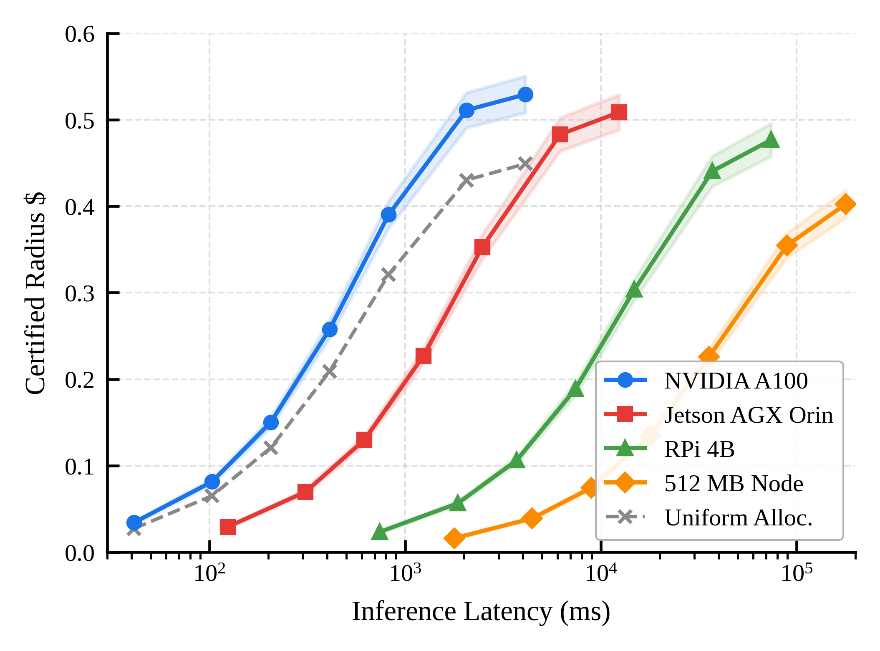 0.6
0.5
0.4
0.3
0.2
0.1
0.0
Certified Radius $
10²
10³
10⁴
10⁵
Inference Latency (ms)
NVIDIA A100
Jetson AGX Orin
RPi 4B
512 MB Node
Uniform Alloc.